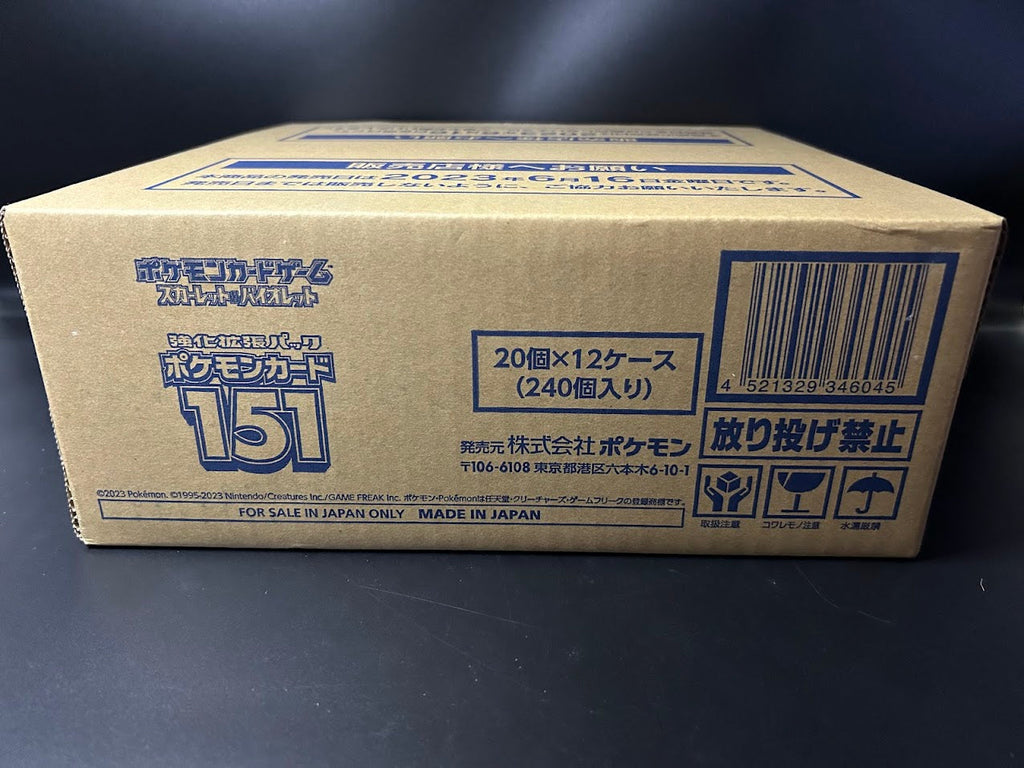 販売店様へお願い
本商品の発売日は2023年6月16日金曜日です。
発売日までは販売しないように、ご協力お願いいたします。
ポケモンカードゲーム
スカーレット&バイオレット
強化拡張パック
ポケモンカード
151
20個×12ケース
(240個入り)
発売元 株式会社 ポケモン
〒106-6108 東京都港区六本木6-10-1
©2023 Pokémon. ©1995-2023 Nintendo/Creatures Inc./GAME FREAK inc. ポケモン・Pokémonは任天堂・クリーチャーズ・ゲームフリークの登録商標です。
FOR SALE IN JAPAN ONLY MADE IN JAPAN
4 521329 346045
放り投げ禁止
取扱注意 コワレモノ注意 水濡厳禁